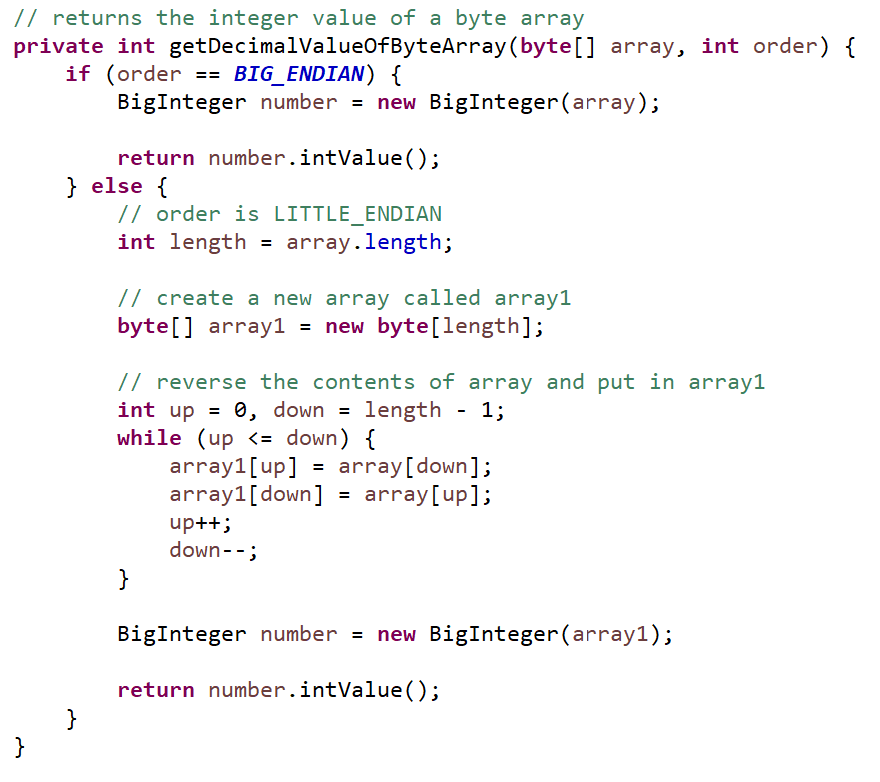 // returns the integer value of a byte array
private int getDecimalValueOfByteArray(byte[] array, int order) {
    if (order == BIG_ENDIAN) {
        BigInteger number = new BigInteger(array);

        return number.intValue();
    } else {
        // order is LITTLE_ENDIAN
        int length = array.length;

        // create a new array called array1
        byte[] array1 = new byte[length];

        // reverse the contents of array and put in array1
        int up = 0, down = length - 1;
        while (up <= down) {
            array1[up] = array[down];
            array1[down] = array[up];
            up++;
            down--;
        }

        BigInteger number = new BigInteger(array1);

        return number.intValue();
    }
}